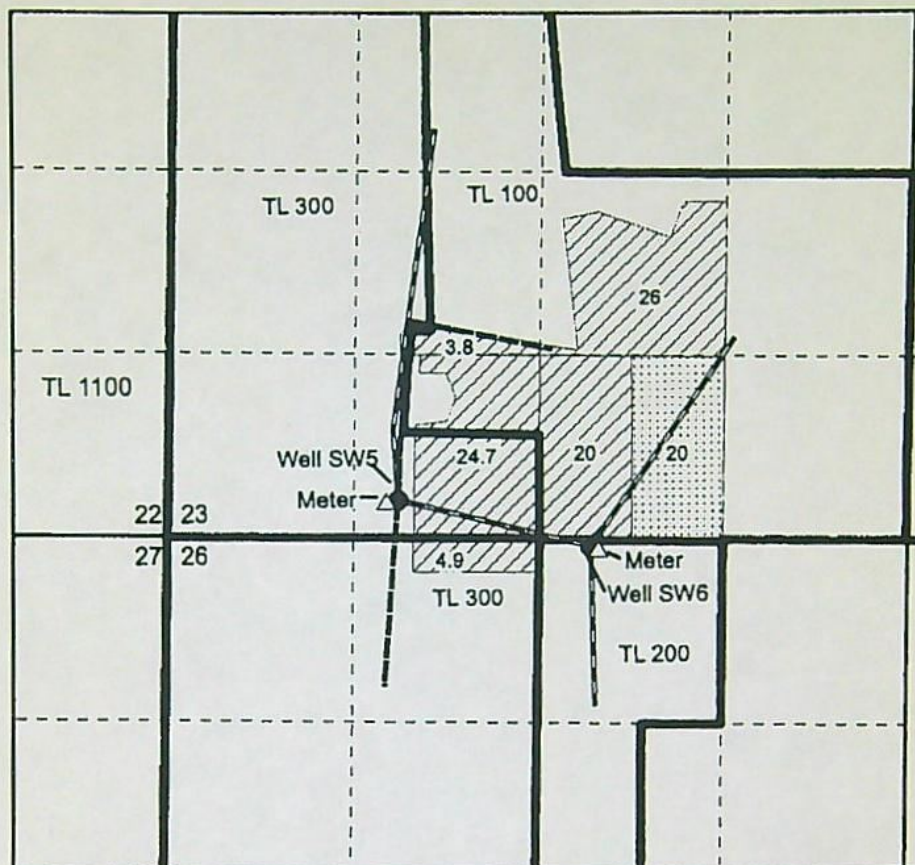 TL 300
TL 100
26
3.8
TL 1100
Well SW5
24.7
20
20
Meter
22 23
27 26
4.9
Meter
TL 300
Well SW6
TL 200